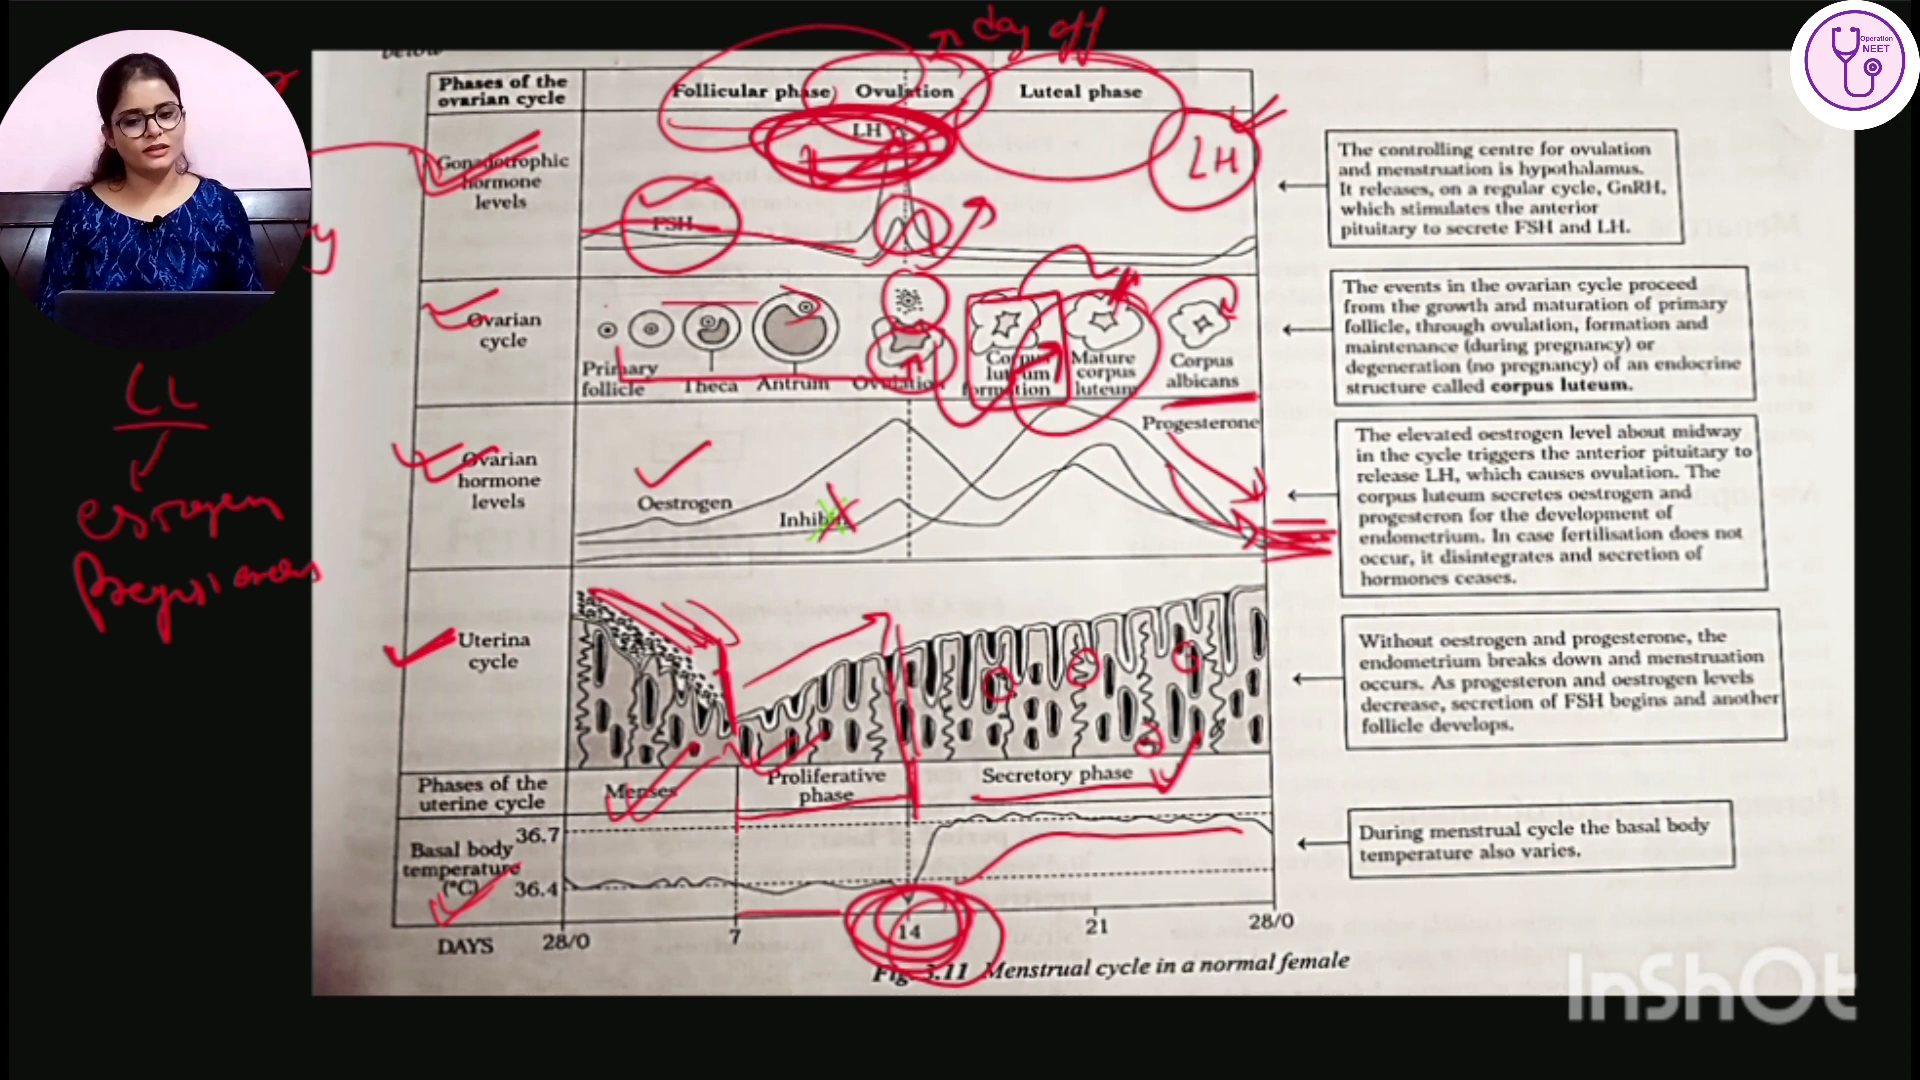 day off
Operation
NEET
below
Phases of the
ovarian cycle
Follicular phase
Ovulation
Luteal phase
Gonadotrophic
hormone
levels
LH
FSH
LH
The controlling centre for ovulation
and menstruation is hypothalamus.
It releases, on a regular cycle, GnRH,
which stimulates the anterior
pituitary to secrete FSH and LH.
Ovarian
cycle
Primary
follicle
Theca
Antrum
Ovulation
Corpus
luteum
formation
Mature
corpus
luteum
Corpus
albicans
The events in the ovarian cycle proceed
from the growth and maturation of primary
follicle, through ovulation, formation and
maintenance (during pregnancy) or
degeneration (no pregnancy) of an endocrine
structure called corpus luteum.
CL
estrogen
Ovarian
hormone
levels
Oestrogen
Inhibin
Progesterone
The elevated oestrogen level about midway
in the cycle triggers the anterior pituitary to
release LH, which causes ovulation. The
corpus luteum secretes oestrogen and
progesteron for the development of
endometrium. In case fertilisation does not
occur, it disintegrates and secretion of
hormones ceases.
Uterina
cycle
Without oestrogen and progesterone, the
endometrium breaks down and menstruation
occurs. As progesteron and oestrogen levels
decrease, secretion of FSH begins and another
follicle develops.
Phases of the
uterine cycle
Menses
Proliferative
phase
Secretory phase
Basal body
temperature
(°C)
36.7
36.4
During menstrual cycle the basal body
temperature also varies.
DAYS
28/0
7
14
21
28/0
Fig. 3.11 Menstrual cycle in a normal female
InShOt